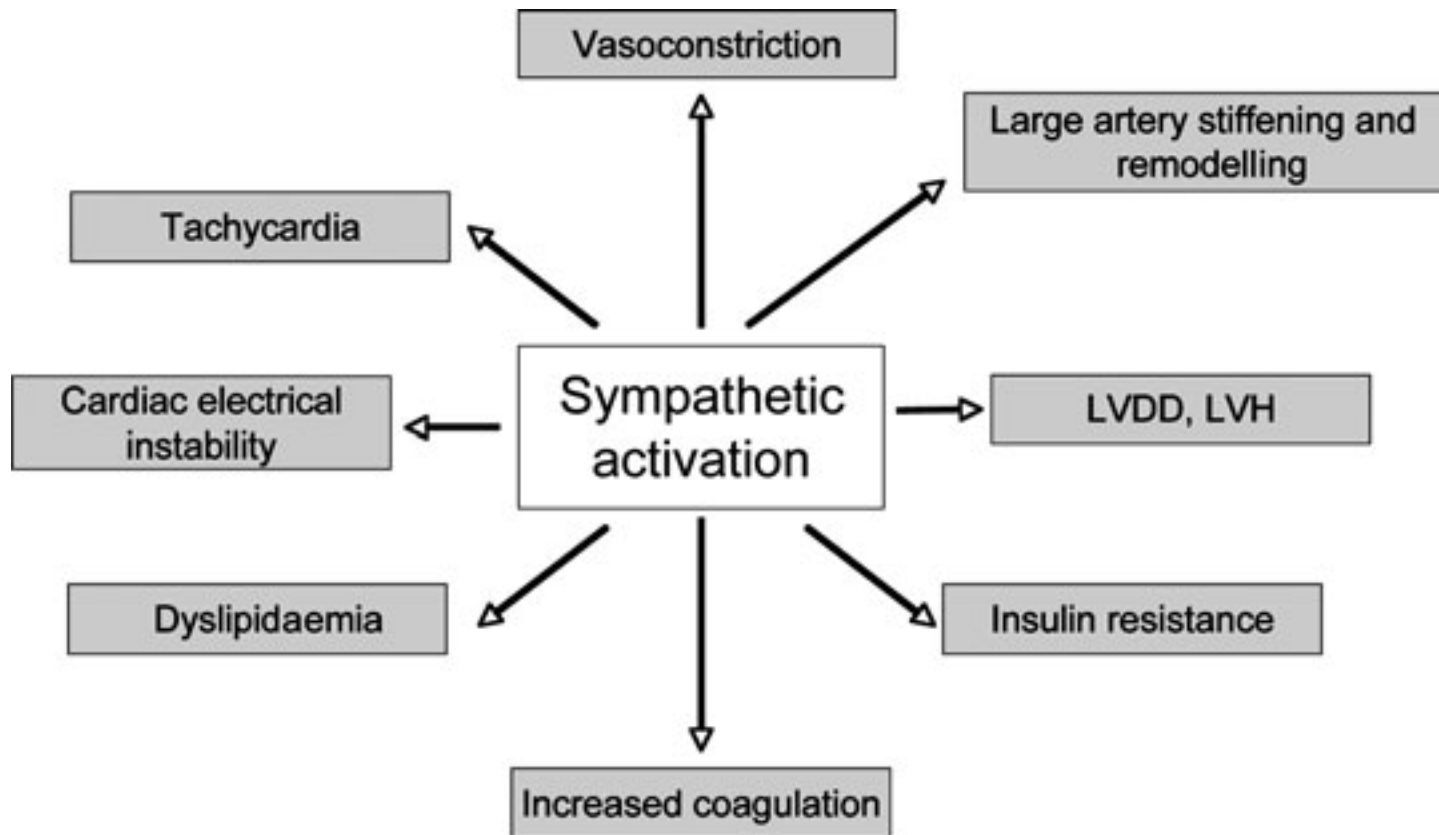 Vasoconstriction
Large artery stiffening and
remodelling
Tachycardia
Sympathetic
activation
Cardiac electrical
instability
LVDD, LVH
Dyslipidaemia
Insulin resistance
Increased coagulation